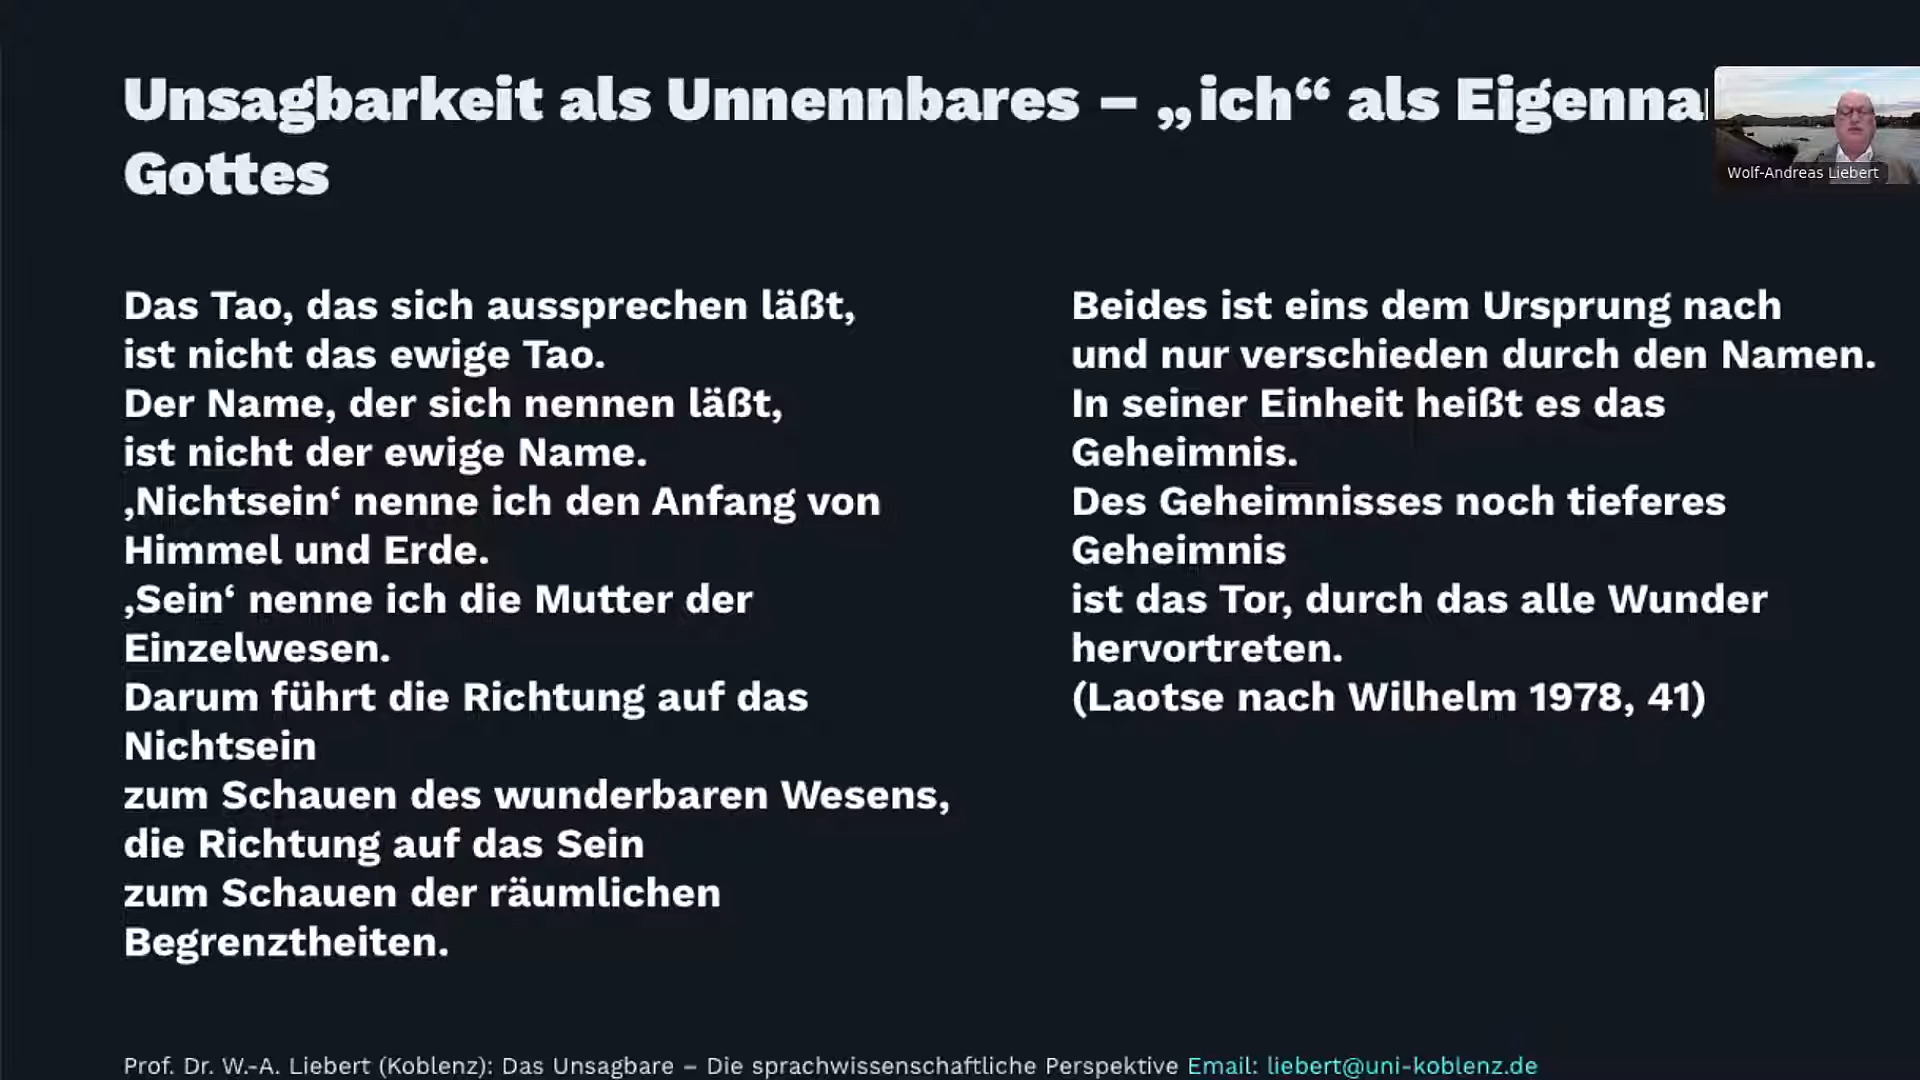 Unsagbarkeit als Unnennbares – „ich“ als
Gottes
Wolf-Andreas Liebert
Das Tao, das sich aussprechen läßt,
ist nicht das ewige Tao.
Der Name, der sich nennen läßt,
ist nicht der ewige Name.
‚Nichtsein‘ nenne ich den Anfang von
Himmel und Erde.
‚Sein‘ nenne ich die Mutter der
Einzelwesen.
Darum führt die Richtung auf das
Nichtsein
zum Schauen des wunderbaren Wesens,
die Richtung auf das Sein
zum Schauen der räumlichen
Begrenztheiten.
Beides ist eins dem Ursprung nach
und nur verschieden durch den Namen.
In seiner Einheit heißt es das
Geheimnis.
Des Geheimnisses noch tieferes
Geheimnis
ist das Tor, durch das alle Wunder
hervortreten.
(Laotse nach Wilhelm 1978, 41)
Prof. Dr. W.-A. Liebert (Koblenz): Das Unsagbare – Die sprachwissenschaftliche Perspektive Email: liebert@uni-koblenz.de